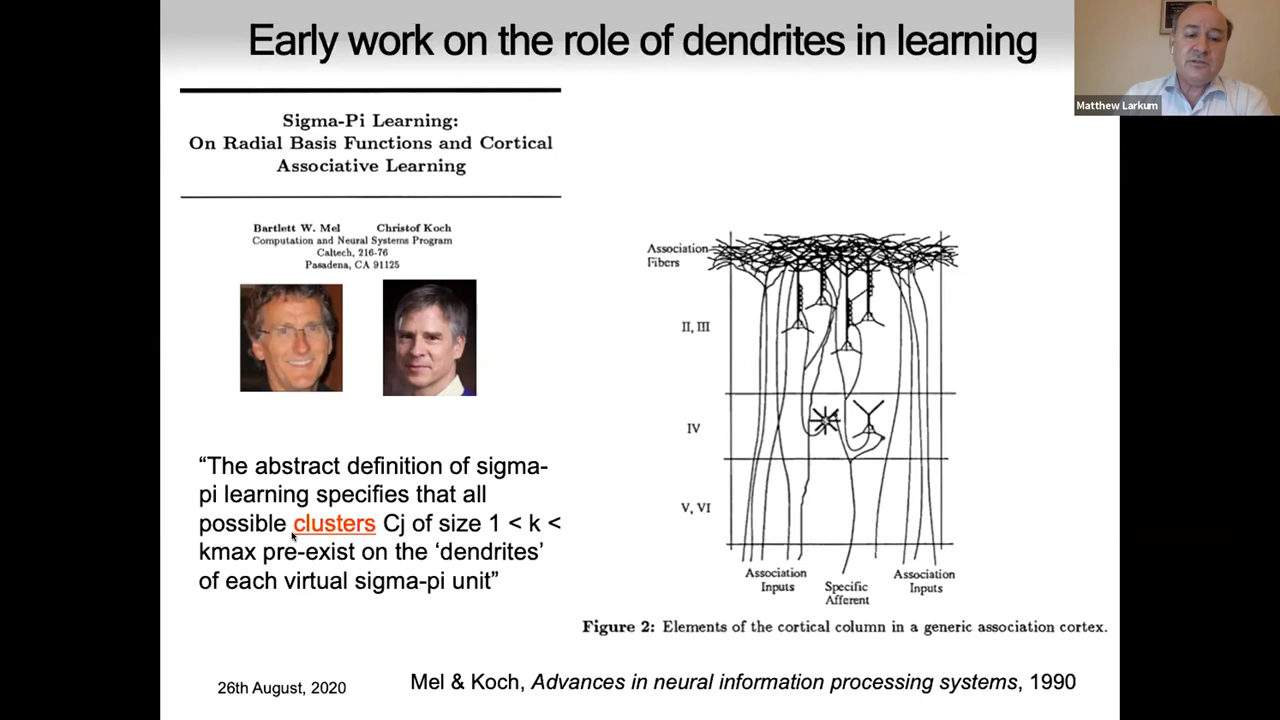 Early work on the role of dendrites in learning
Matthew Larkum
Sigma-Pi Learning:
On Radial Basis Functions and Cortical
Associative Learning
Bartlett W. Mel Christof Koch
Computation and Neural Systems Program
Caltech, 216-76
Pasadena, CA 91125
“The abstract definition of sigma-
pi learning specifies that all
possible clusters Cj of size 1 < k <
kmax pre-exist on the ‘dendrites’
of each virtual sigma-pi unit”
Association
Fibers
II, III
IV
V, VI
Association
Inputs
Specific
Afferent
Association
Inputs
Figure 2: Elements of the cortical column in a generic association cortex.
26th August, 2020
Mel & Koch, Advances in neural information processing systems, 1990